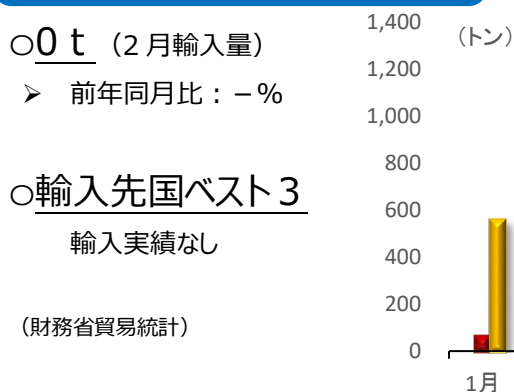 ○0ｔ（2月輸入量）
➢ 前年同月比：－%
○輸入先国ベスト３
輸入実績なし
（財務省貿易統計）
（トン）
1,400
1,200
1,000
800
600
400
200
0
1月